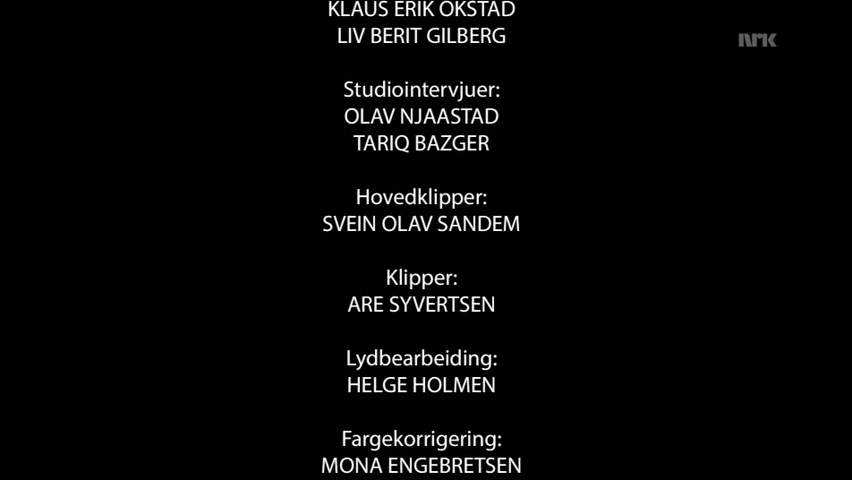 KLAUS ERIK OKSTAD
LIV BERIT GILBERG
nrk
Studiointervjuer:
OLAV NJAASTAD
TARIQ BAZGER
Hovedklipper:
SVEIN OLAV SANDEM
Klipper:
ARE SYVERTSEN
Lydbearbeiding:
HELGE HOLMEN
Fargekorrigering:
MONA ENGEBRETSEN